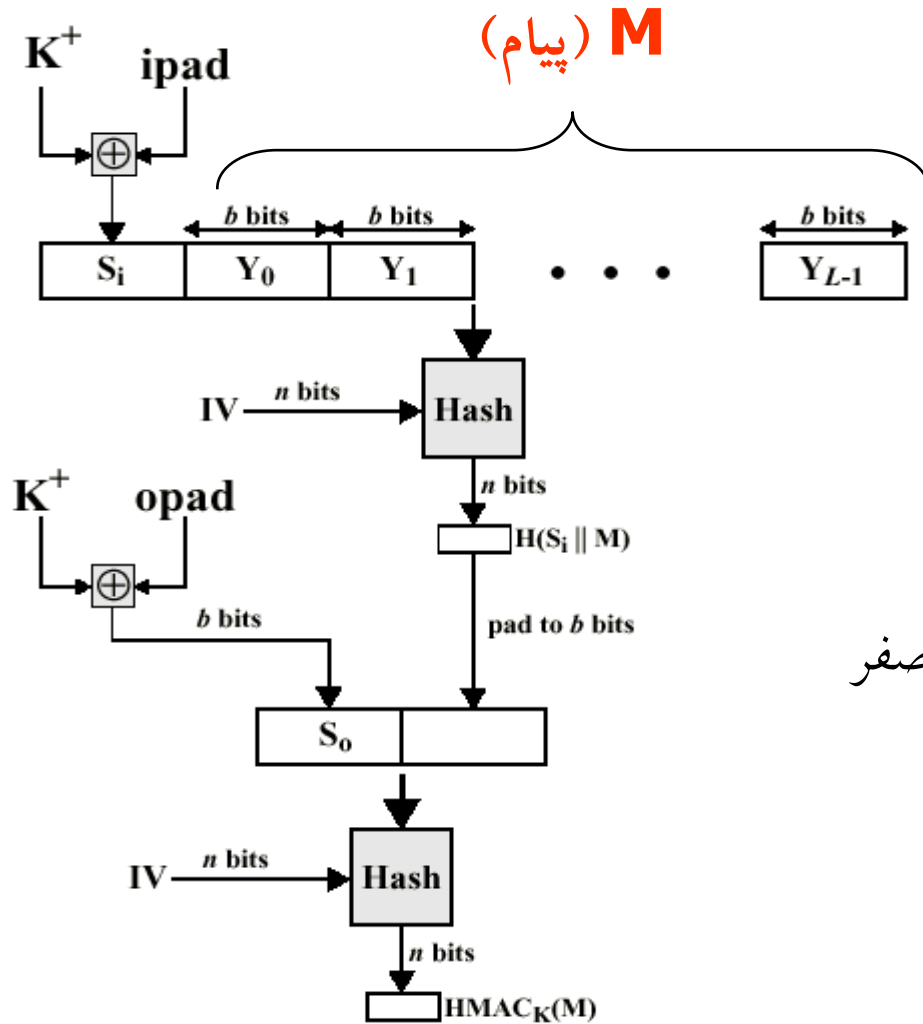 M (پیام)
K+ ipad
b bits b bits b bits
Si Y0 Y1 • • • YL-1
IV n bits Hash
n bits
H(Si || M)
K+ opad
b bits pad to b bits
صفر
So
IV n bits Hash
n bits
HMACK(M)